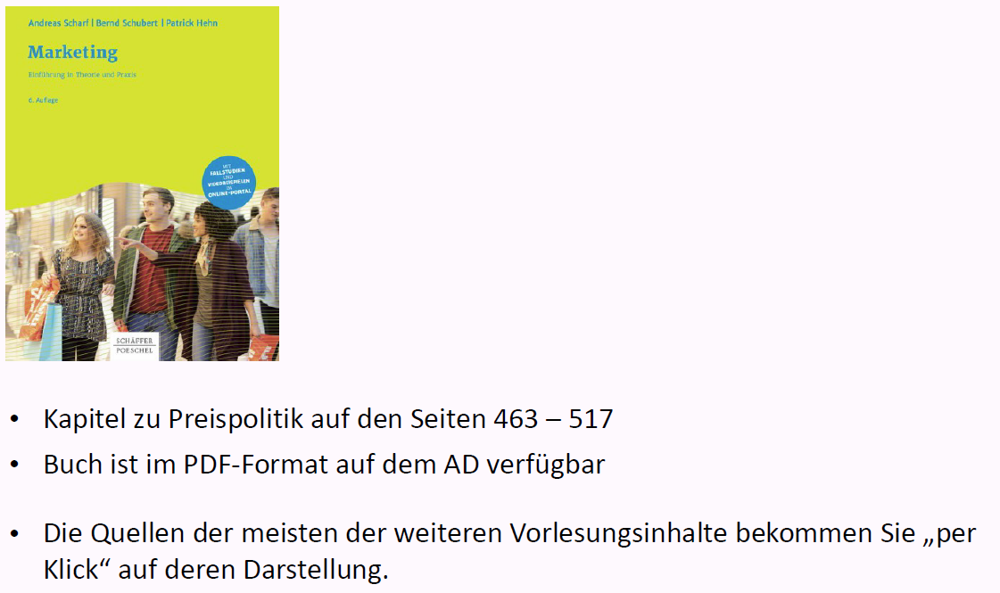 Andreas Scharf | Bernd Schubert | Patrick Hehn
Marketing
Einführung in Theorie und Praxis
6. Auflage
MIT
FALLSTUDIEN
UND
VIDEOBEISPIELEN
IM
ONLINE-PORTAL
SCHÄFFER
POESCHEL
• Kapitel zu Preispolitik auf den Seiten 463 – 517
• Buch ist im PDF-Format auf dem AD verfügbar
• Die Quellen der meisten der weiteren Vorlesungsinhalte bekommen Sie „per
Klick“ auf deren Darstellung.